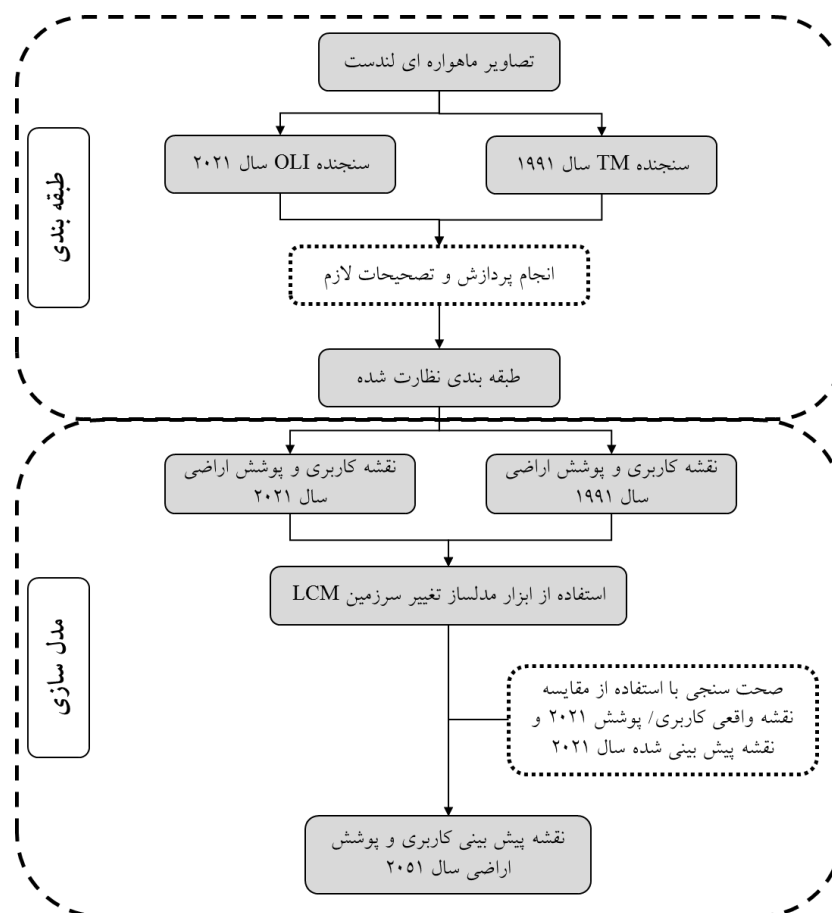 تصاویر ماهواره ای لندست
سنجنده TM سال ۱۹۹۱
سنجنده OLI سال ۲۰۲۱
انجام پردازش و تصحیحات لازم
طبقه بندی نظارت شده
طبقه بندی
نقشه کاربری و پوشش اراضی
سال ۱۹۹۱
نقشه کاربری و پوشش اراضی
سال ۲۰۲۱
استفاده از ابزار مدلساز تغییر سرزمین LCM
صحت سنجی با استفاده از مقایسه
نقشه واقعی کاربری/ پوشش ۲۰۲۱ و
نقشه پیش بینی شده سال ۲۰۲۱
نقشه پیش بینی کاربری و پوشش
اراضی سال ۲۰۵۱
مدل سازی